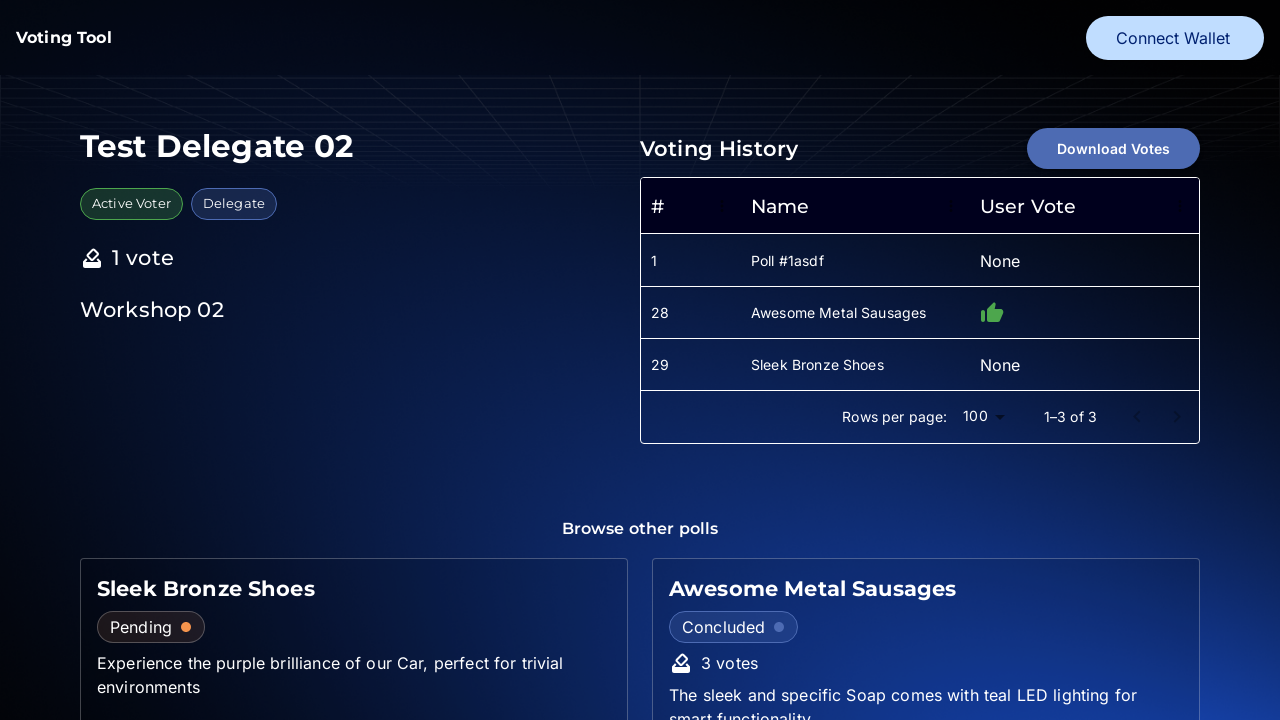 Voting Tool
Connect Wallet
Test Delegate 02
Active Voter
Delegate
1 vote
Workshop 02
Voting History
Download Votes
# Name User Vote
1 Poll #1asdf None
28 Awesome Metal Sausages
29 Sleek Bronze Shoes None
Rows per page: 100 1–3 of 3
Browse other polls
Sleek Bronze Shoes
Pending
Experience the purple brilliance of our Car, perfect for trivial
environments
Awesome Metal Sausages
Concluded
3 votes
The sleek and specific Soap comes with teal LED lighting for
smart functionality